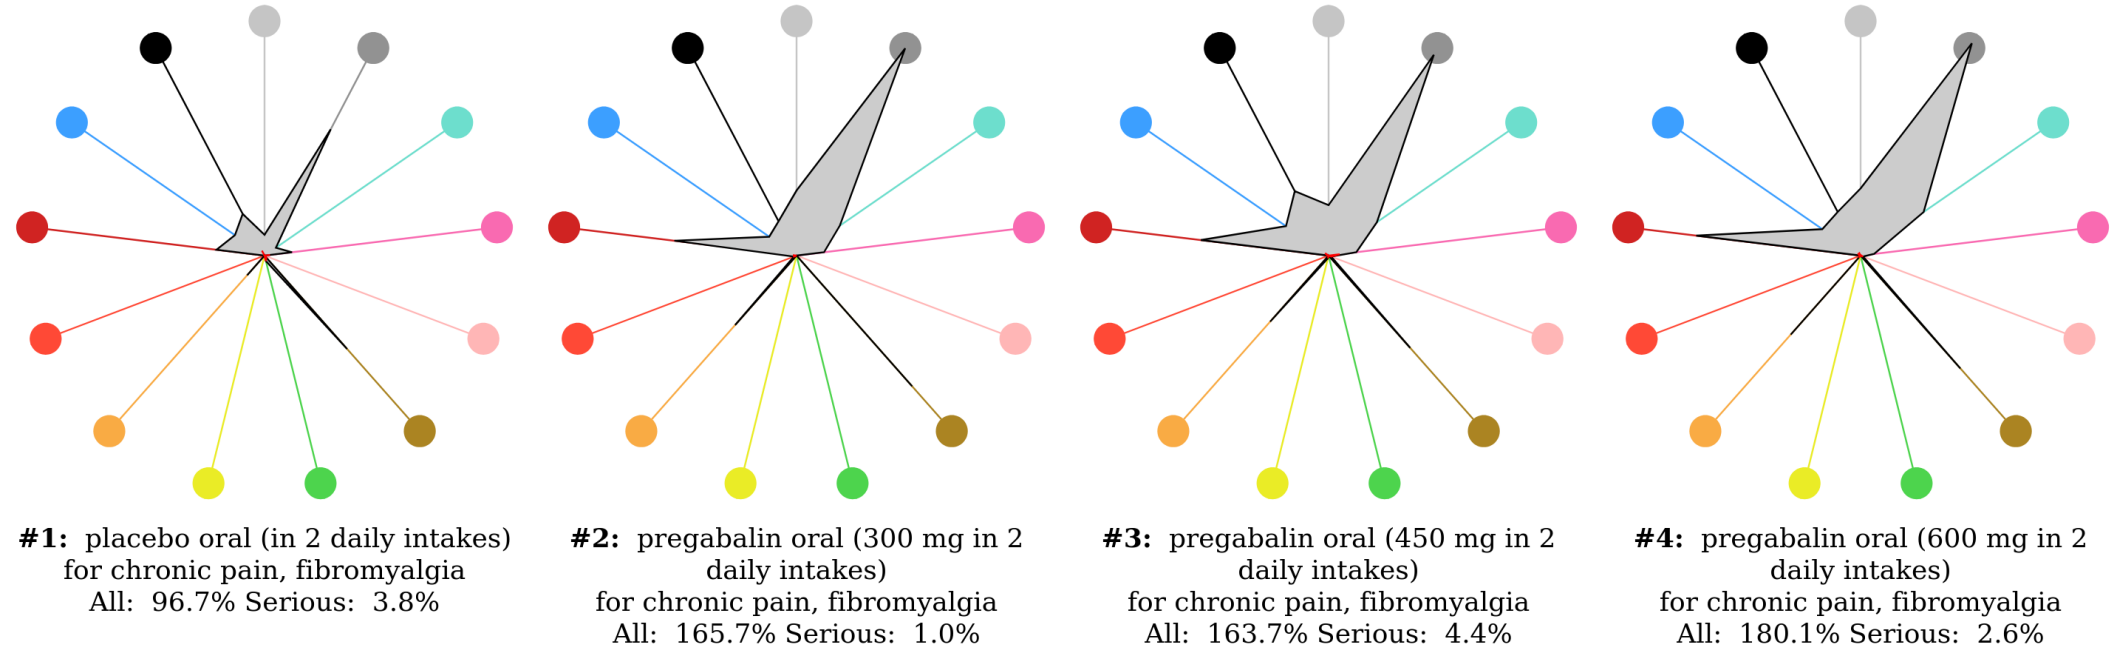 #1: placebo oral (in 2 daily intakes)
for chronic pain, fibromyalgia
All: 96.7% Serious: 3.8%
#2: pregabalin oral (300 mg in 2
daily intakes)
for chronic pain, fibromyalgia
All: 165.7% Serious: 1.0%
#3: pregabalin oral (450 mg in 2
daily intakes)
for chronic pain, fibromyalgia
All: 163.7% Serious: 4.4%
#4: pregabalin oral (600 mg in 2
daily intakes)
for chronic pain, fibromyalgia
All: 180.1% Serious: 2.6%